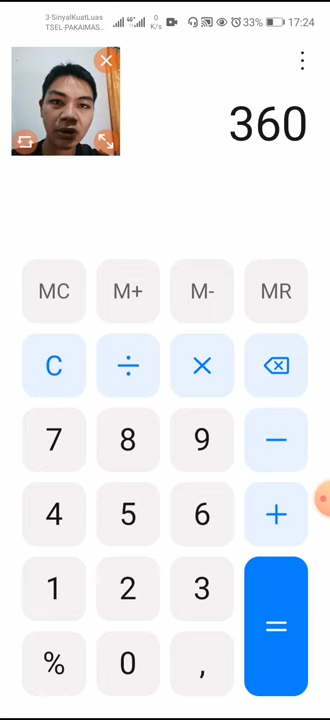 3-SinyalKuatLuas
TSEL-PAKAIMAS...
4G+
0
K/s
33%
17:24
360
MC M+ M- MR
C ÷ ×
7 8 9 −
4 5 6 +
1 2 3
=
% 0 ,